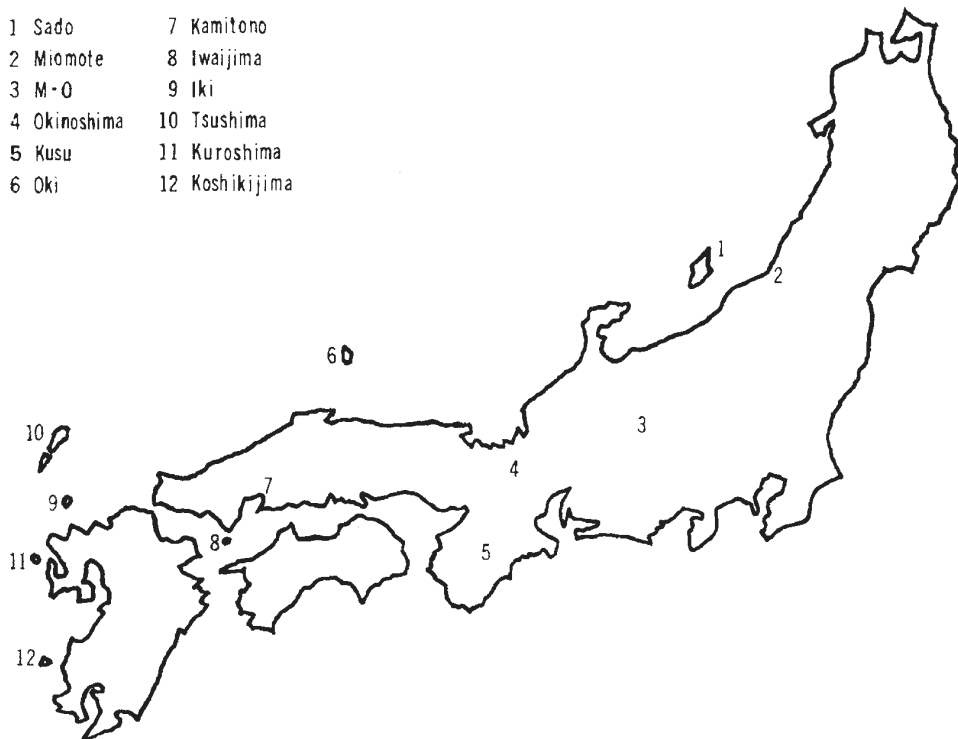 1 Sado
2 Miomote
3 M-O
4 Okinoshima
5 Kusu
6 Oki
7 Kamitono
8 Iwaijima
9 Iki
10 Tsushima
11 Kuroshima
12 Koshikijima
1
2
6
3
10
4
7
9
8
5
11
12